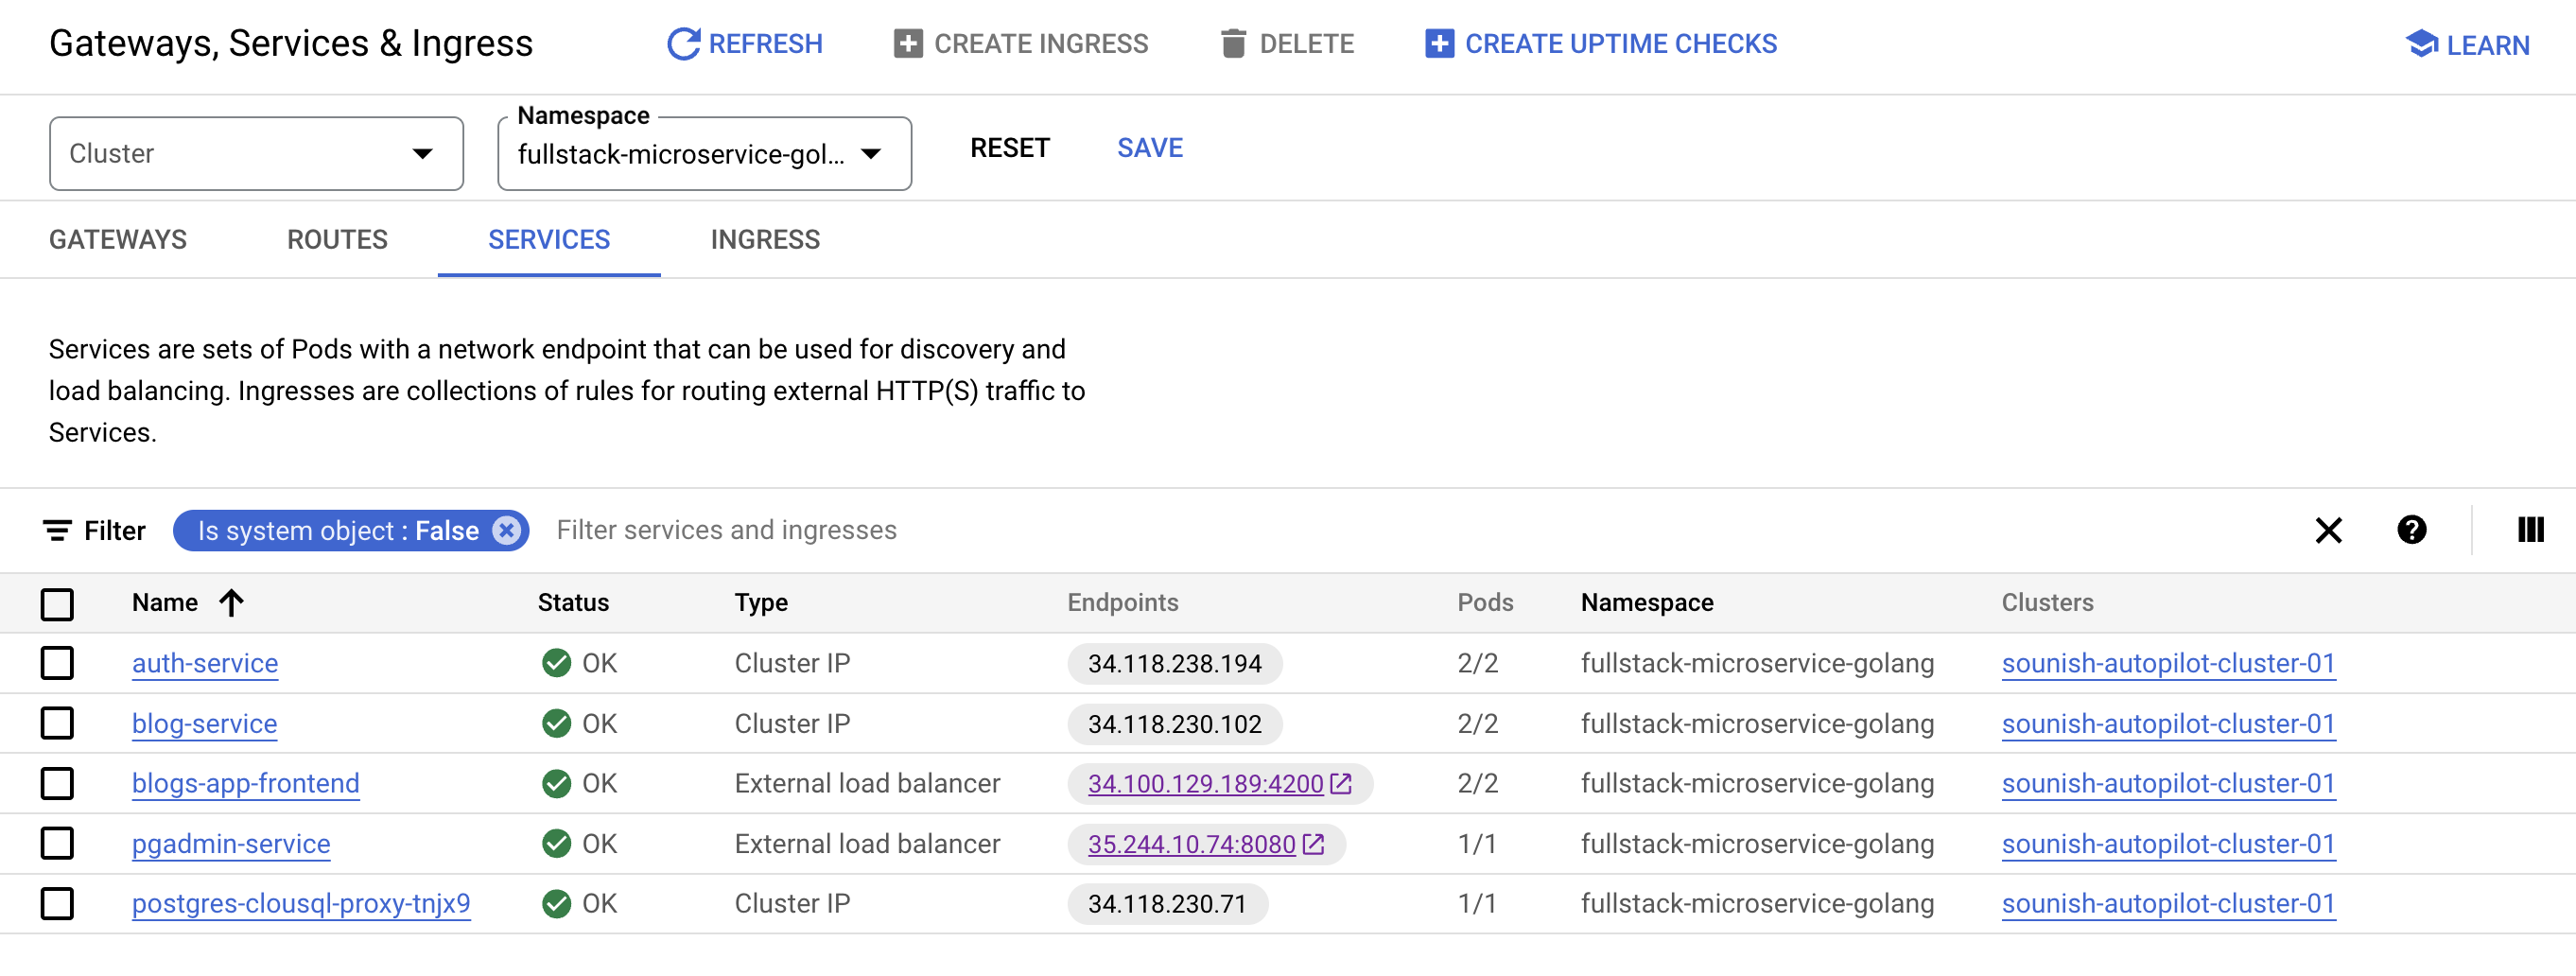 Gateways, Services & Ingress REFRESH CREATE INGRESS DELETE CREATE UPTIME CHECKS LEARN
Namespace
Cluster fullstack-microservice-gol... RESET SAVE
GATEWAYS ROUTES SERVICES INGRESS
Services are sets of Pods with a network endpoint that can be used for discovery and
load balancing. Ingresses are collections of rules for routing external HTTP(S) traffic to
Services.
Filter Is system object : False Filter services and ingresses
Name Status Type Endpoints Pods Namespace Clusters
auth-service OK Cluster IP 34.118.238.194 2/2 fullstack-microservice-golang sounish-autopilot-cluster-01
blog-service OK Cluster IP 34.118.230.102 2/2 fullstack-microservice-golang sounish-autopilot-cluster-01
blogs-app-frontend OK External load balancer 34.100.129.189:4200 2/2 fullstack-microservice-golang sounish-autopilot-cluster-01
pgadmin-service OK External load balancer 35.244.10.74:8080 1/1 fullstack-microservice-golang sounish-autopilot-cluster-01
postgres-clousql-proxy-tnjx9 OK Cluster IP 34.118.230.71 1/1 fullstack-microservice-golang sounish-autopilot-cluster-01